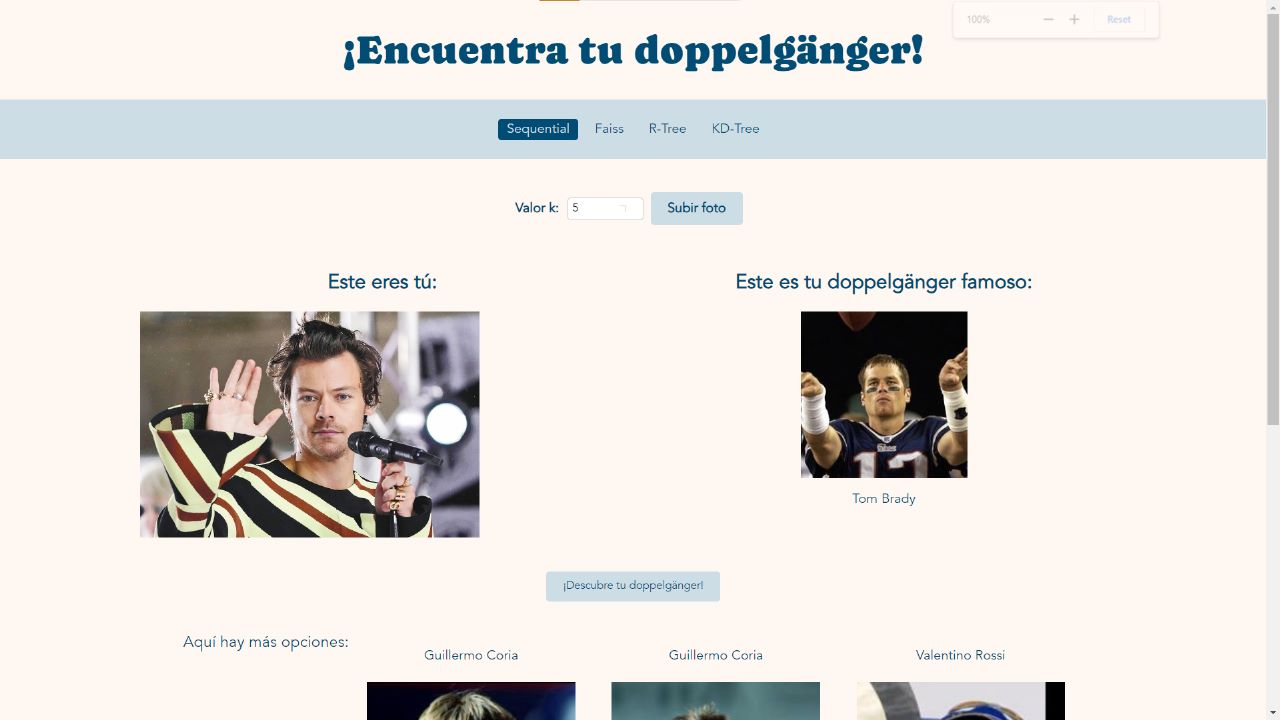 100%
Reset
¡Encuentra tu doppelgänger!
Sequential Faiss R-Tree KD-Tree
Valor k: 5 Subir foto
Este eres tú: Este es tu doppelgänger famoso:
12
Tom Brady
¡Descubre tu doppelgänger!
Aquí hay más opciones:
Guillermo Coria Guillermo Coria Valentino Rossi